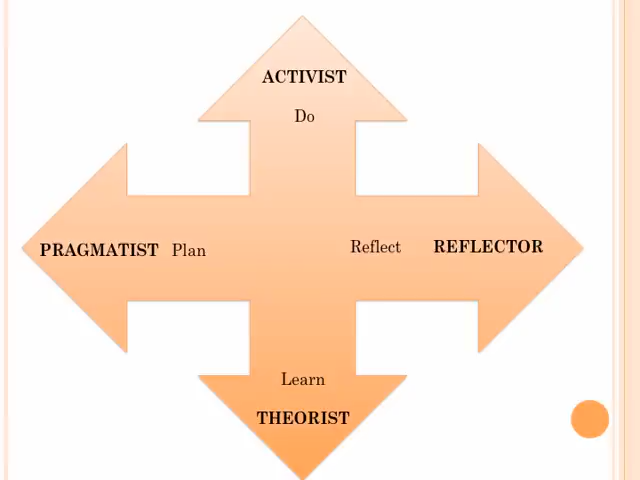 ACTIVIST
Do
PRAGMATIST Plan
Reflect REFLECTOR
Learn
THEORIST